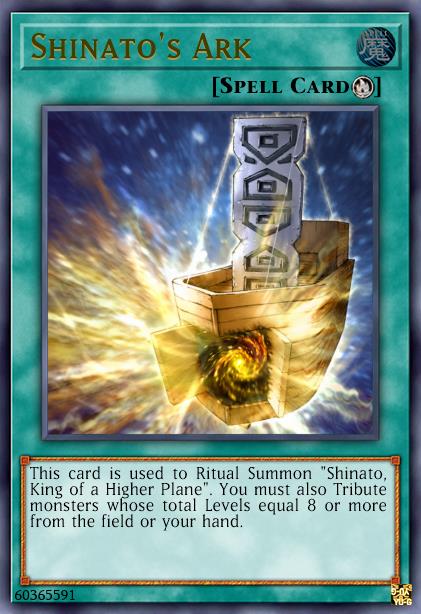 Shinato's Ark
魔
[Spell Card]
This card is used to Ritual Summon "Shinato,
King of a Higher Plane". You must also Tribute
monsters whose total Levels equal 8 or more
from the field or your hand.
60365591